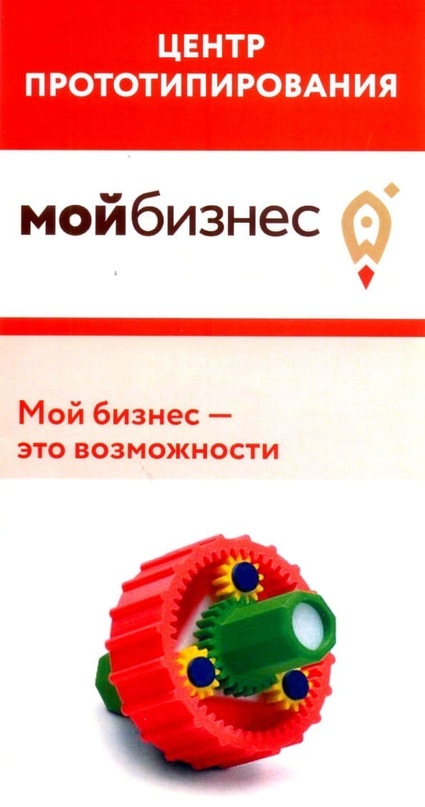 ЦЕНТР
ПРОТОТИПИРОВАНИЯ
мойбизнес
Мой бизнес —
это возможности